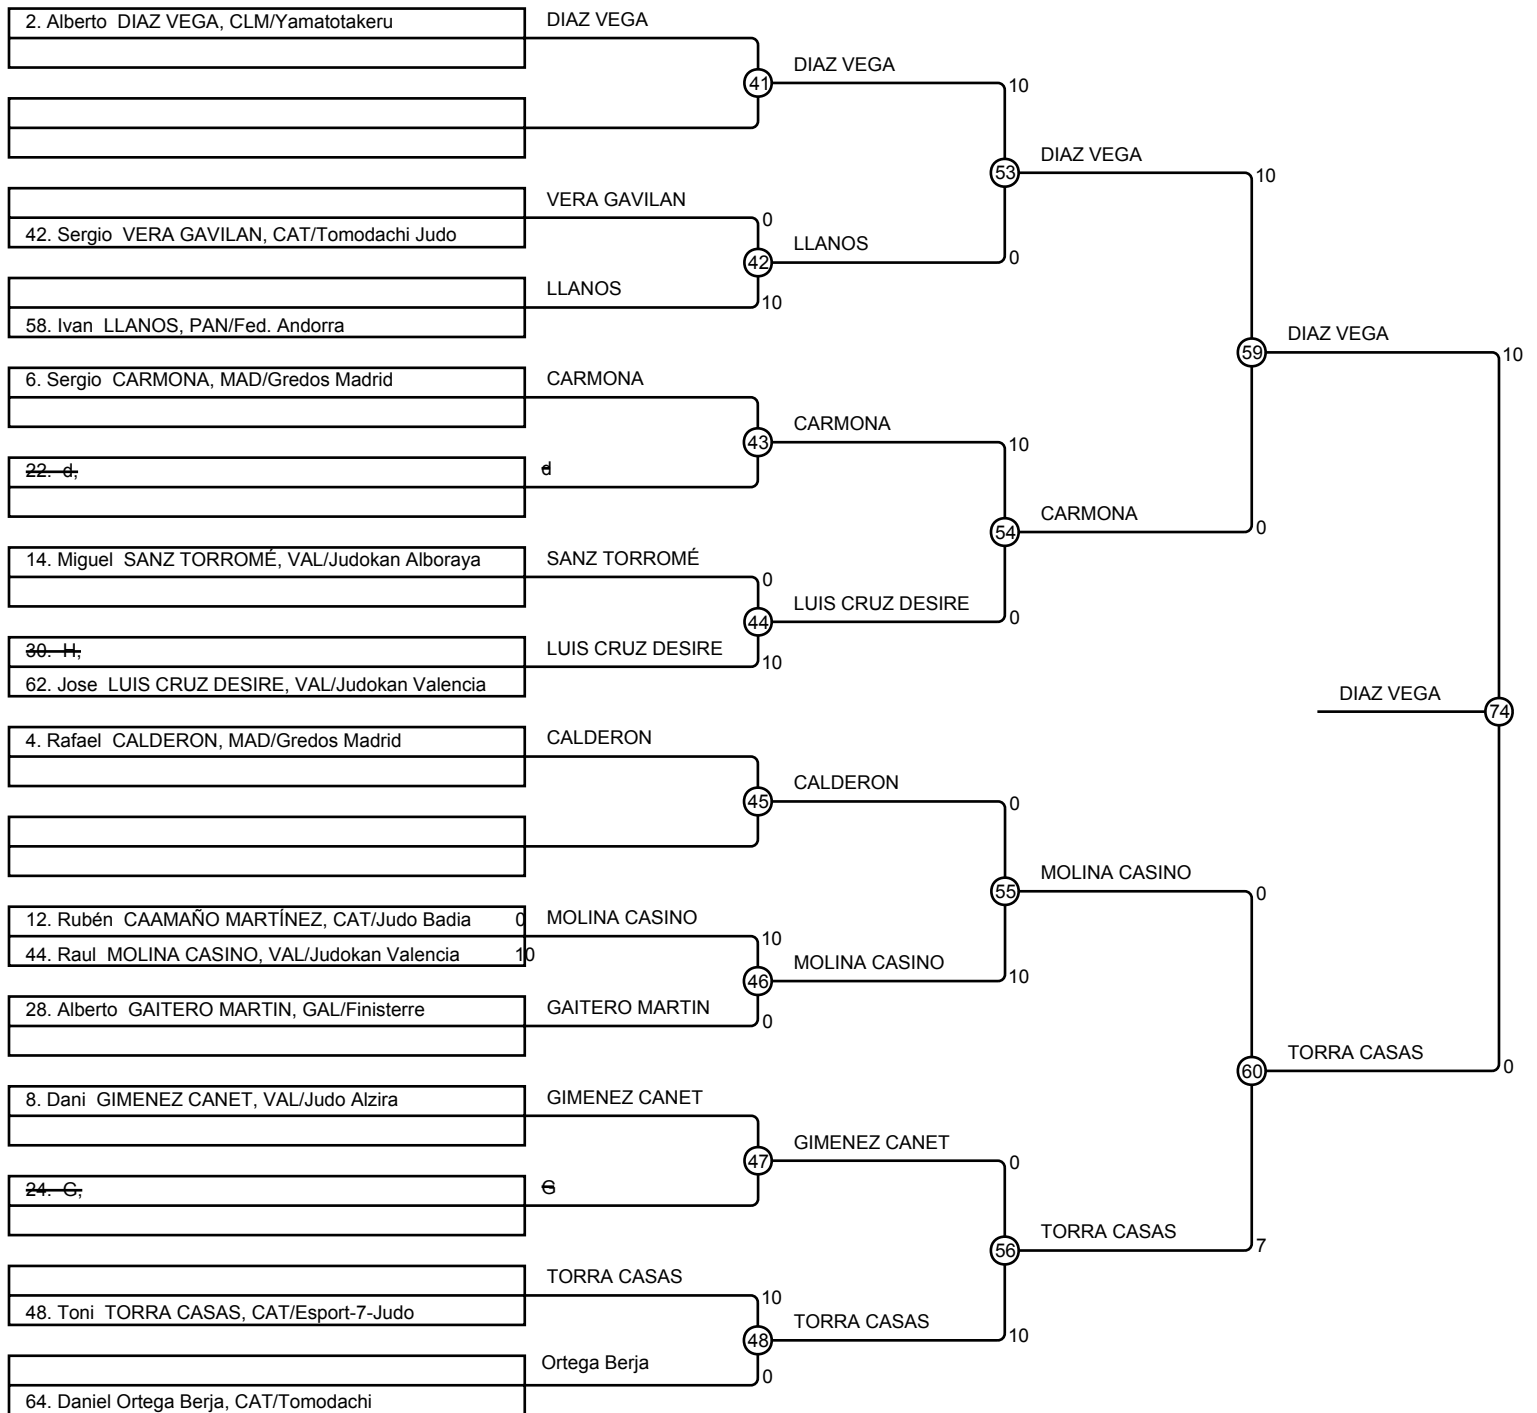 2. Alberto  DIAZ VEGA, CLM/Yamatotakeru
DIAZ VEGA
41
DIAZ VEGA
10
VERA GAVILAN
0
42. Sergio  VERA GAVILAN, CAT/Tomodachi Judo
42
LLANOS
0
LLANOS
10
58. Ivan  LLANOS, PAN/Fed. Andorra
53
DIAZ VEGA
10
6. Sergio  CARMONA, MAD/Gredos Madrid
CARMONA
43
CARMONA
10
22.  d,
d
14. Miguel  SANZ TORROMÉ, VAL/Judokan Alboraya
SANZ TORROMÉ
0
44
LUIS CRUZ DESIRE
0
30.  H,
LUIS CRUZ DESIRE
10
62. Jose  LUIS CRUZ DESIRE, VAL/Judokan Valencia
54
CARMONA
0
59
DIAZ VEGA
10
4. Rafael  CALDERON, MAD/Gredos Madrid
CALDERON
45
CALDERON
0
12. Rubén  CAAMAÑO MARTÍNEZ, CAT/Judo Badia 0
MOLINA CASINO
10
44. Raul  MOLINA CASINO, VAL/Judokan Valencia 10
46
MOLINA CASINO
10
28. Alberto  GAITERO MARTIN, GAL/Finisterre
GAITERO MARTIN
0
55
MOLINA CASINO
0
8. Dani  GIMENEZ CANET, VAL/Judo Alzira
GIMENEZ CANET
47
GIMENEZ CANET
0
24.  G,
G
TORRA CASAS
10
48. Toni  TORRA CASAS, CAT/Esport-7-Judo
48
TORRA CASAS
10
Ortega Berja
0
64. Daniel Ortega Berja, CAT/Tomodachi
56
TORRA CASAS
7
60
TORRA CASAS
0
DIAZ VEGA
74